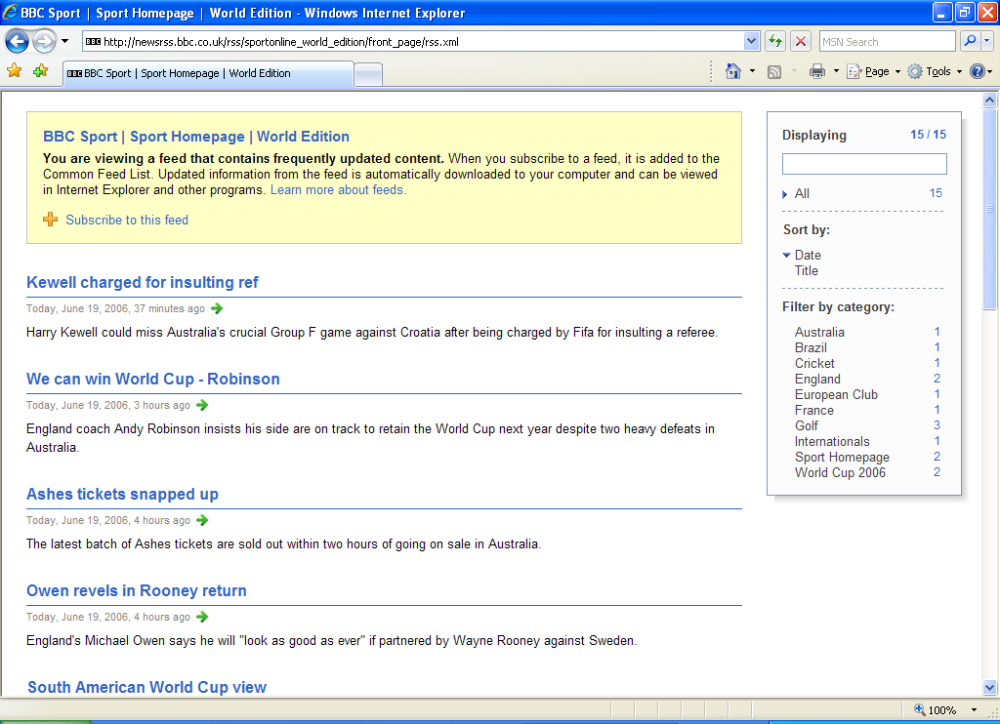 BBC Sport | Sport Homepage | World Edition - Windows Internet Explorer
BBC http://newsrss.bbc.co.uk/rss/sportonline_world_edition/front_page/rss.xml
MSN Search
BBC BBC Sport | Sport Homepage | World Edition
Page
Tools
BBC Sport | Sport Homepage | World Edition
You are viewing a feed that contains frequently updated content. When you subscribe to a feed, it is added to the
Common Feed List. Updated information from the feed is automatically downloaded to your computer and can be viewed
in Internet Explorer and other programs. Learn more about feeds.
Subscribe to this feed
Kewell charged for insulting ref
Today, June 19, 2006, 37 minutes ago
Harry Kewell could miss Australia's crucial Group F game against Croatia after being charged by Fifa for insulting a referee.
We can win World Cup - Robinson
Today, June 19, 2006, 3 hours ago
England coach Andy Robinson insists his side are on track to retain the World Cup next year despite two heavy defeats in
Australia.
Ashes tickets snapped up
Today, June 19, 2006, 4 hours ago
The latest batch of Ashes tickets are sold out within two hours of going on sale in Australia.
Owen revels in Rooney return
Today, June 19, 2006, 4 hours ago
England's Michael Owen says he will "look as good as ever" if partnered by Wayne Rooney against Sweden.
South American World Cup view
Displaying 15 / 15
All 15
Sort by:
Date
Title
Filter by category:
Australia 1
Brazil 1
Cricket 1
England 2
European Club 1
France 1
Golf 3
Internationals 1
Sport Homepage 2
World Cup 2006 2
100%